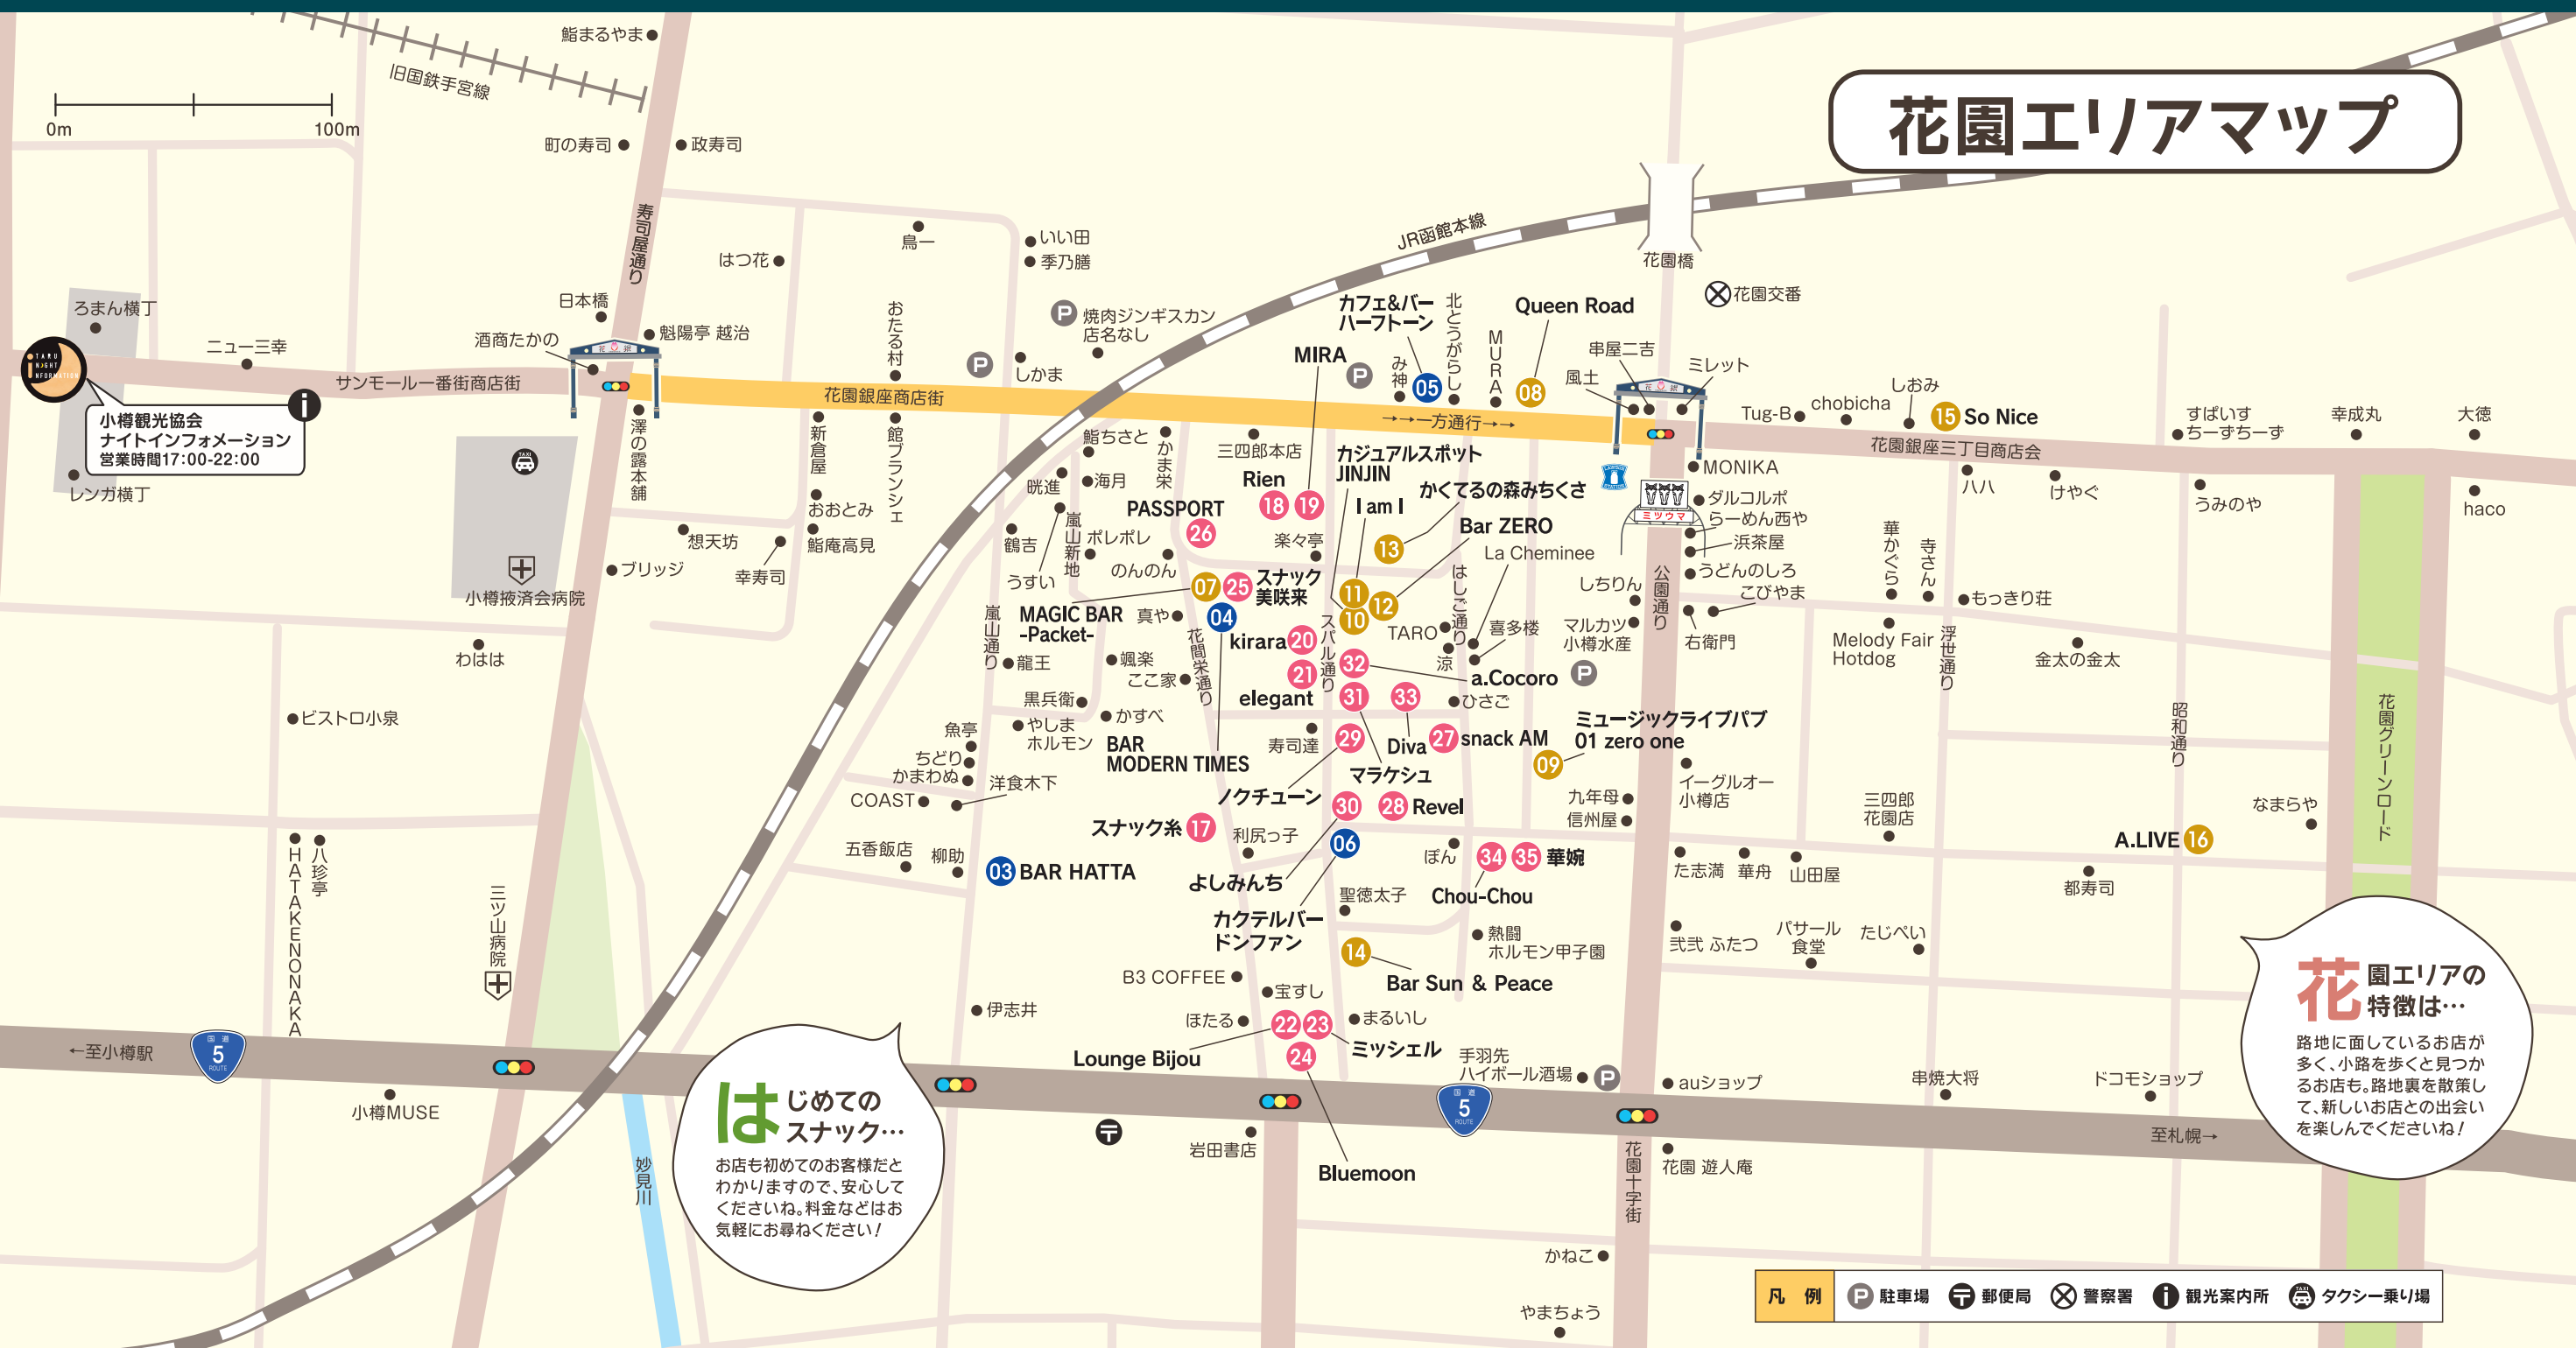 花園エリアマップ
0m
100m
旧国鉄手宮線
鮨まるやま
町の寿司
政寿司
寿司屋通り
はつ花
鳥一
いい田
季乃膳
JR函館本線
花園橋
花園交番
ろまん横丁
ニュー三幸
日本橋
酒商たかの
魁陽亭 越治
おたる村
P
焼肉ジンギスカン
店名なし
P
しかま
サンモール一番街商店街
花園銀座商店街
→→一方通行→→
花園銀座三丁目商店会
OTARU
NIGHT
INFORMATION
小樽観光協会
ナイトインフォメーション
営業時間17:00-22:00
レンガ横丁
花 銀
澤の露本舗
新倉屋
館ブランシェ
おおとみ
鮨庵高見
想天坊
幸寿司
ブリッジ
TAXI
小樽掖済会病院
わはは
カフェ&バー
ハーフトーン
05
北とうがらし
MURA
Queen Road
08
MIRA
P
み神
串屋二吉
風土
ミレット
花 銀
Tug-B
chobicha
しおみ
15 So Nice
すぱいす
ちーずちーず
幸成丸
大徳
鮨ちさと
かま栄
三四郎本店
晄進
海月
PASSPORT
26
Rien
18
19
カジュアルスポット
JINJIN
I am I
かくてるの森みちくさ
13
Bar ZERO
La Cheminee
LAWSON
MONIKA
ミツウマ
ダルコルポ
らーめん西や
浜茶屋
うどんのしろ
こびやま
右衛門
八八
けやぐ
うみのや
haco
鶴吉
うすい
嵐山新地
ポレポレ
のんのん
楽々亭
07
25
スナック
美咲来
04
11
12
10
はしご通り
しちりん
公園通り
マルカツ
小樽水産
P
華かぐら
寺さん
もっきり荘
Melody Fair
Hotdog
浮世通り
金太の金太
嵐山通り
MAGIC BAR
-Packet-
真や
花間栄通り
kirara
20
スパル通り
TARO
涼
喜多楼
龍王
颯楽
ここ家
21
elegant
32
a.Cocoro
31
33
ひさご
黒兵衛
やしま
ホルモン
かすべ
BAR
MODERN TIMES
寿司達
29
Diva
27
snack AM
ミュージックライブパブ
01 zero one
09
マラケシュ
ノクチューン
イーグルオー
小樽店
昭和通り
花園グリーンロード
ビストロ小泉
魚亭
ちどり
かまわぬ
COAST
洋食木下
スナック糸
17
利尻っ子
30
28
Revel
06
九年母
信州屋
三四郎
花園店
なまらや
A.LIVE
16
HATAKENONAKA
八珍亭
五香飯店
柳助
03
BAR HATTA
よしみんち
ぽん
34
35
華婉
Chou-Chou
た志満
華舟
山田屋
都寿司
三ツ山病院
カクテルバー
ドンファン
聖徳太子
14
Bar Sun & Peace
熱闘
ホルモン甲子園
弐弐 ふたつ
パサール
食堂
たじぺい
B3 COFFEE
宝すし
伊志井
ほたる
22
23
まるいし
Lounge Bijou
ミッシェル
24
Bluemoon
手羽先
ハイボール酒場
P
auショップ
串焼大将
ドコモショップ
←至小樽駅
国道
5
ROUTE
国道
5
ROUTE
至札幌→
小樽MUSE
妙見川
岩田書店
花園十字街
花園 遊人庵
かねこ
やまちょう
はじめての
スナック…
お店も初めてのお客様だと
わかりますので、安心して
くださいね。料金などはお
気軽にお尋ねください！
花園エリアの
特徴は…
路地に面しているお店が
多く、小路を歩くと見つか
るお店も。路地裏を散策し
て、新しいお店との出会い
を楽しんでくださいね！
凡 例
P 駐車場
〒 郵便局
警察署
i 観光案内所
TAXI タクシー乗り場